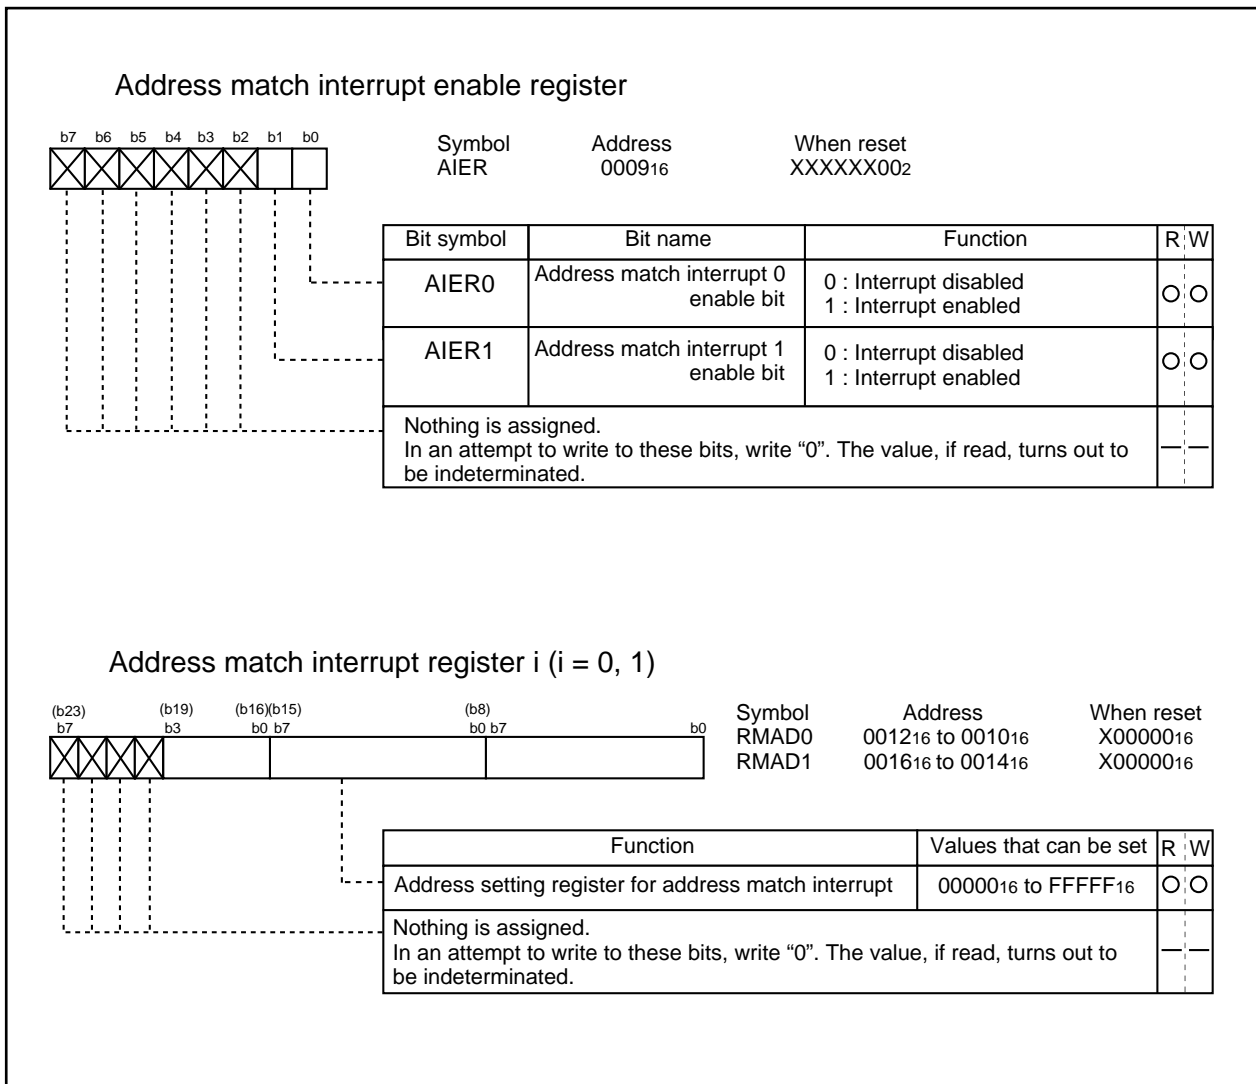 Address match interrupt enable register
b7 b6 b5 b4 b3 b2 b1 b0
Symbol Address When reset
AIER 000916 XXXXXX002
Bit symbol Bit name Function R W
AIER0 Address match interrupt 0 enable bit 0 : Interrupt disabled
1 : Interrupt enabled
AIER1 Address match interrupt 1 enable bit 0 : Interrupt disabled
1 : Interrupt enabled
Nothing is assigned.
In an attempt to write to these bits, write “0”. The value, if read, turns out to
be indeterminated.
Address match interrupt register i (i = 0, 1)
(b23) (b19) (b16)(b15) (b8)
b7 b3 b0 b7 b0 b7 b0
Symbol Address When reset
RMAD0 001216 to 001016 X0000016
RMAD1 001616 to 001416 X0000016
Function Values that can be set R W
Address setting register for address match interrupt 0000016 to FFFFF16
Nothing is assigned.
In an attempt to write to these bits, write “0”. The value, if read, turns out to
be indeterminated.